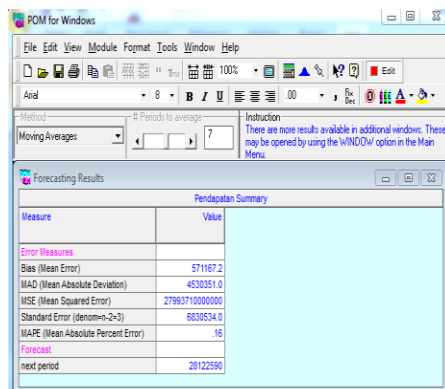 POM for Windows
File Edit View Module Format Tools Window Help
100% Edit
Arial 8 B I U .00 , Fix Dec 0 A
Method
Moving Averages
# Periods to average
7
Instruction
There are more results available in additional windows. These
may be opened by using the WINDOW option in the Main
Menu.
Forecasting Results
Pendapatan Summary
Measure Value
Error Measures
Bias (Mean Error) 571167.2
MAD (Mean Absolute Deviation) 4530351.0
MSE (Mean Squared Error) 27993710000000
Standard Error (denom=n-2=3) 6830534.0
MAPE (Mean Absolute Percent Error) .16
Forecast
next period 28122590